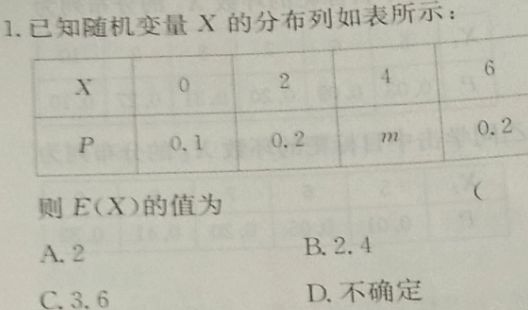 1. 已知随机变量 X 的分布列如表所示：
X 0 2 4 6
P 0.1 0.2 m 0.2
则 E(X)的值为 (
A. 2 B. 2.4
C. 3.6 D. 不确定